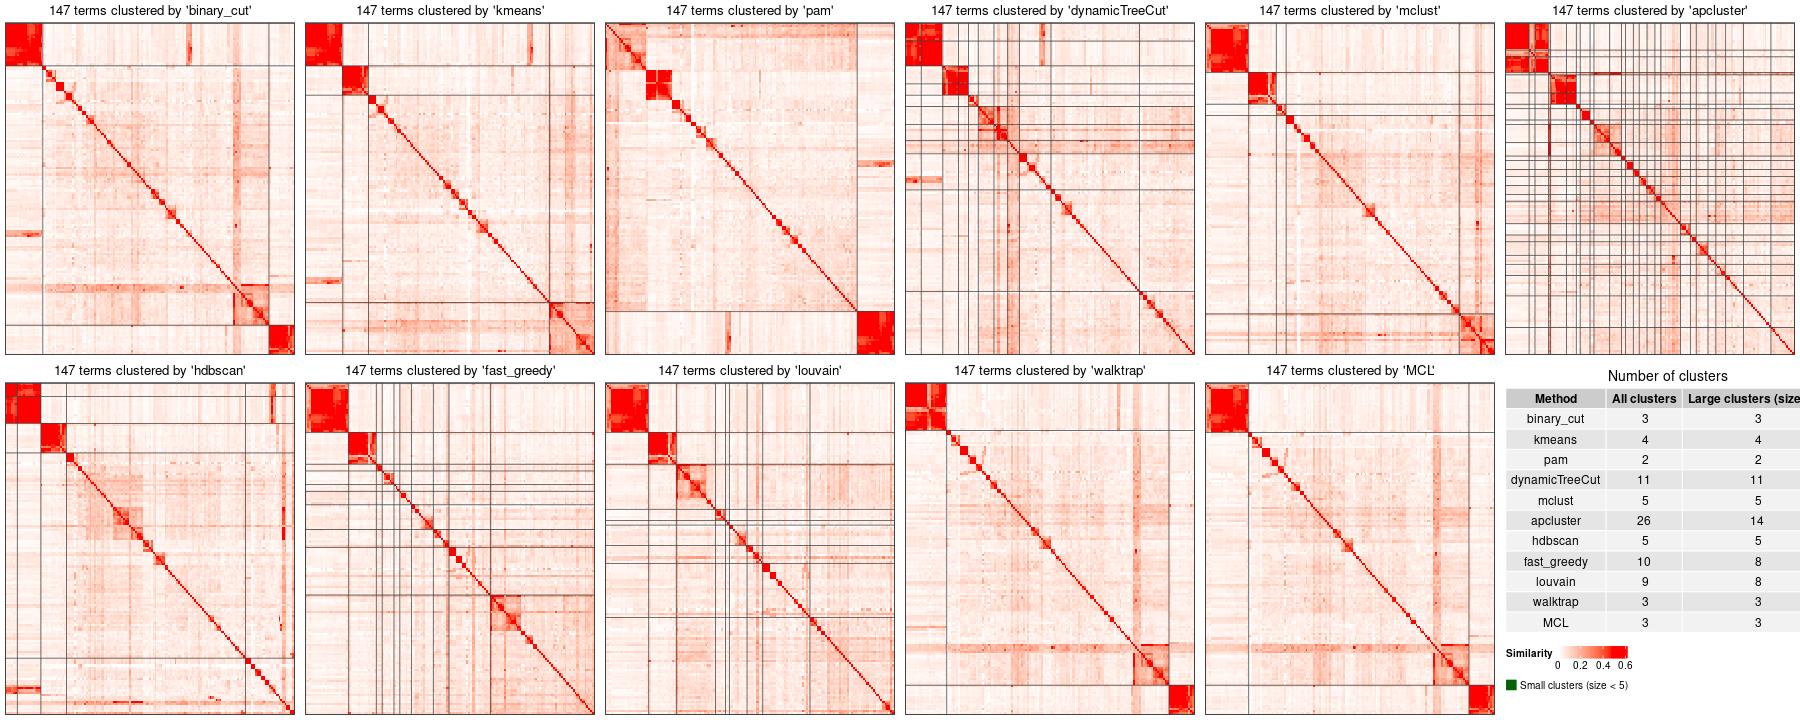 147 terms clustered by 'binary_cut'
147 terms clustered by 'kmeans'
147 terms clustered by 'pam'
147 terms clustered by 'dynamicTreeCut'
147 terms clustered by 'mclust'
147 terms clustered by 'apcluster'
147 terms clustered by 'hdbscan'
147 terms clustered by 'fast_greedy'
147 terms clustered by 'louvain'
147 terms clustered by 'walktrap'
147 terms clustered by 'MCL'
Number of clusters
Method All clusters Large clusters (size
binary_cut 3 3
kmeans 4 4
pam 2 2
dynamicTreeCut 11 11
mclust 5 5
apcluster 26 14
hdbscan 5 5
fast_greedy 10 8
louvain 9 8
walktrap 3 3
MCL 3 3
Similarity
0 0.2 0.4 0.6
Small clusters (size < 5)